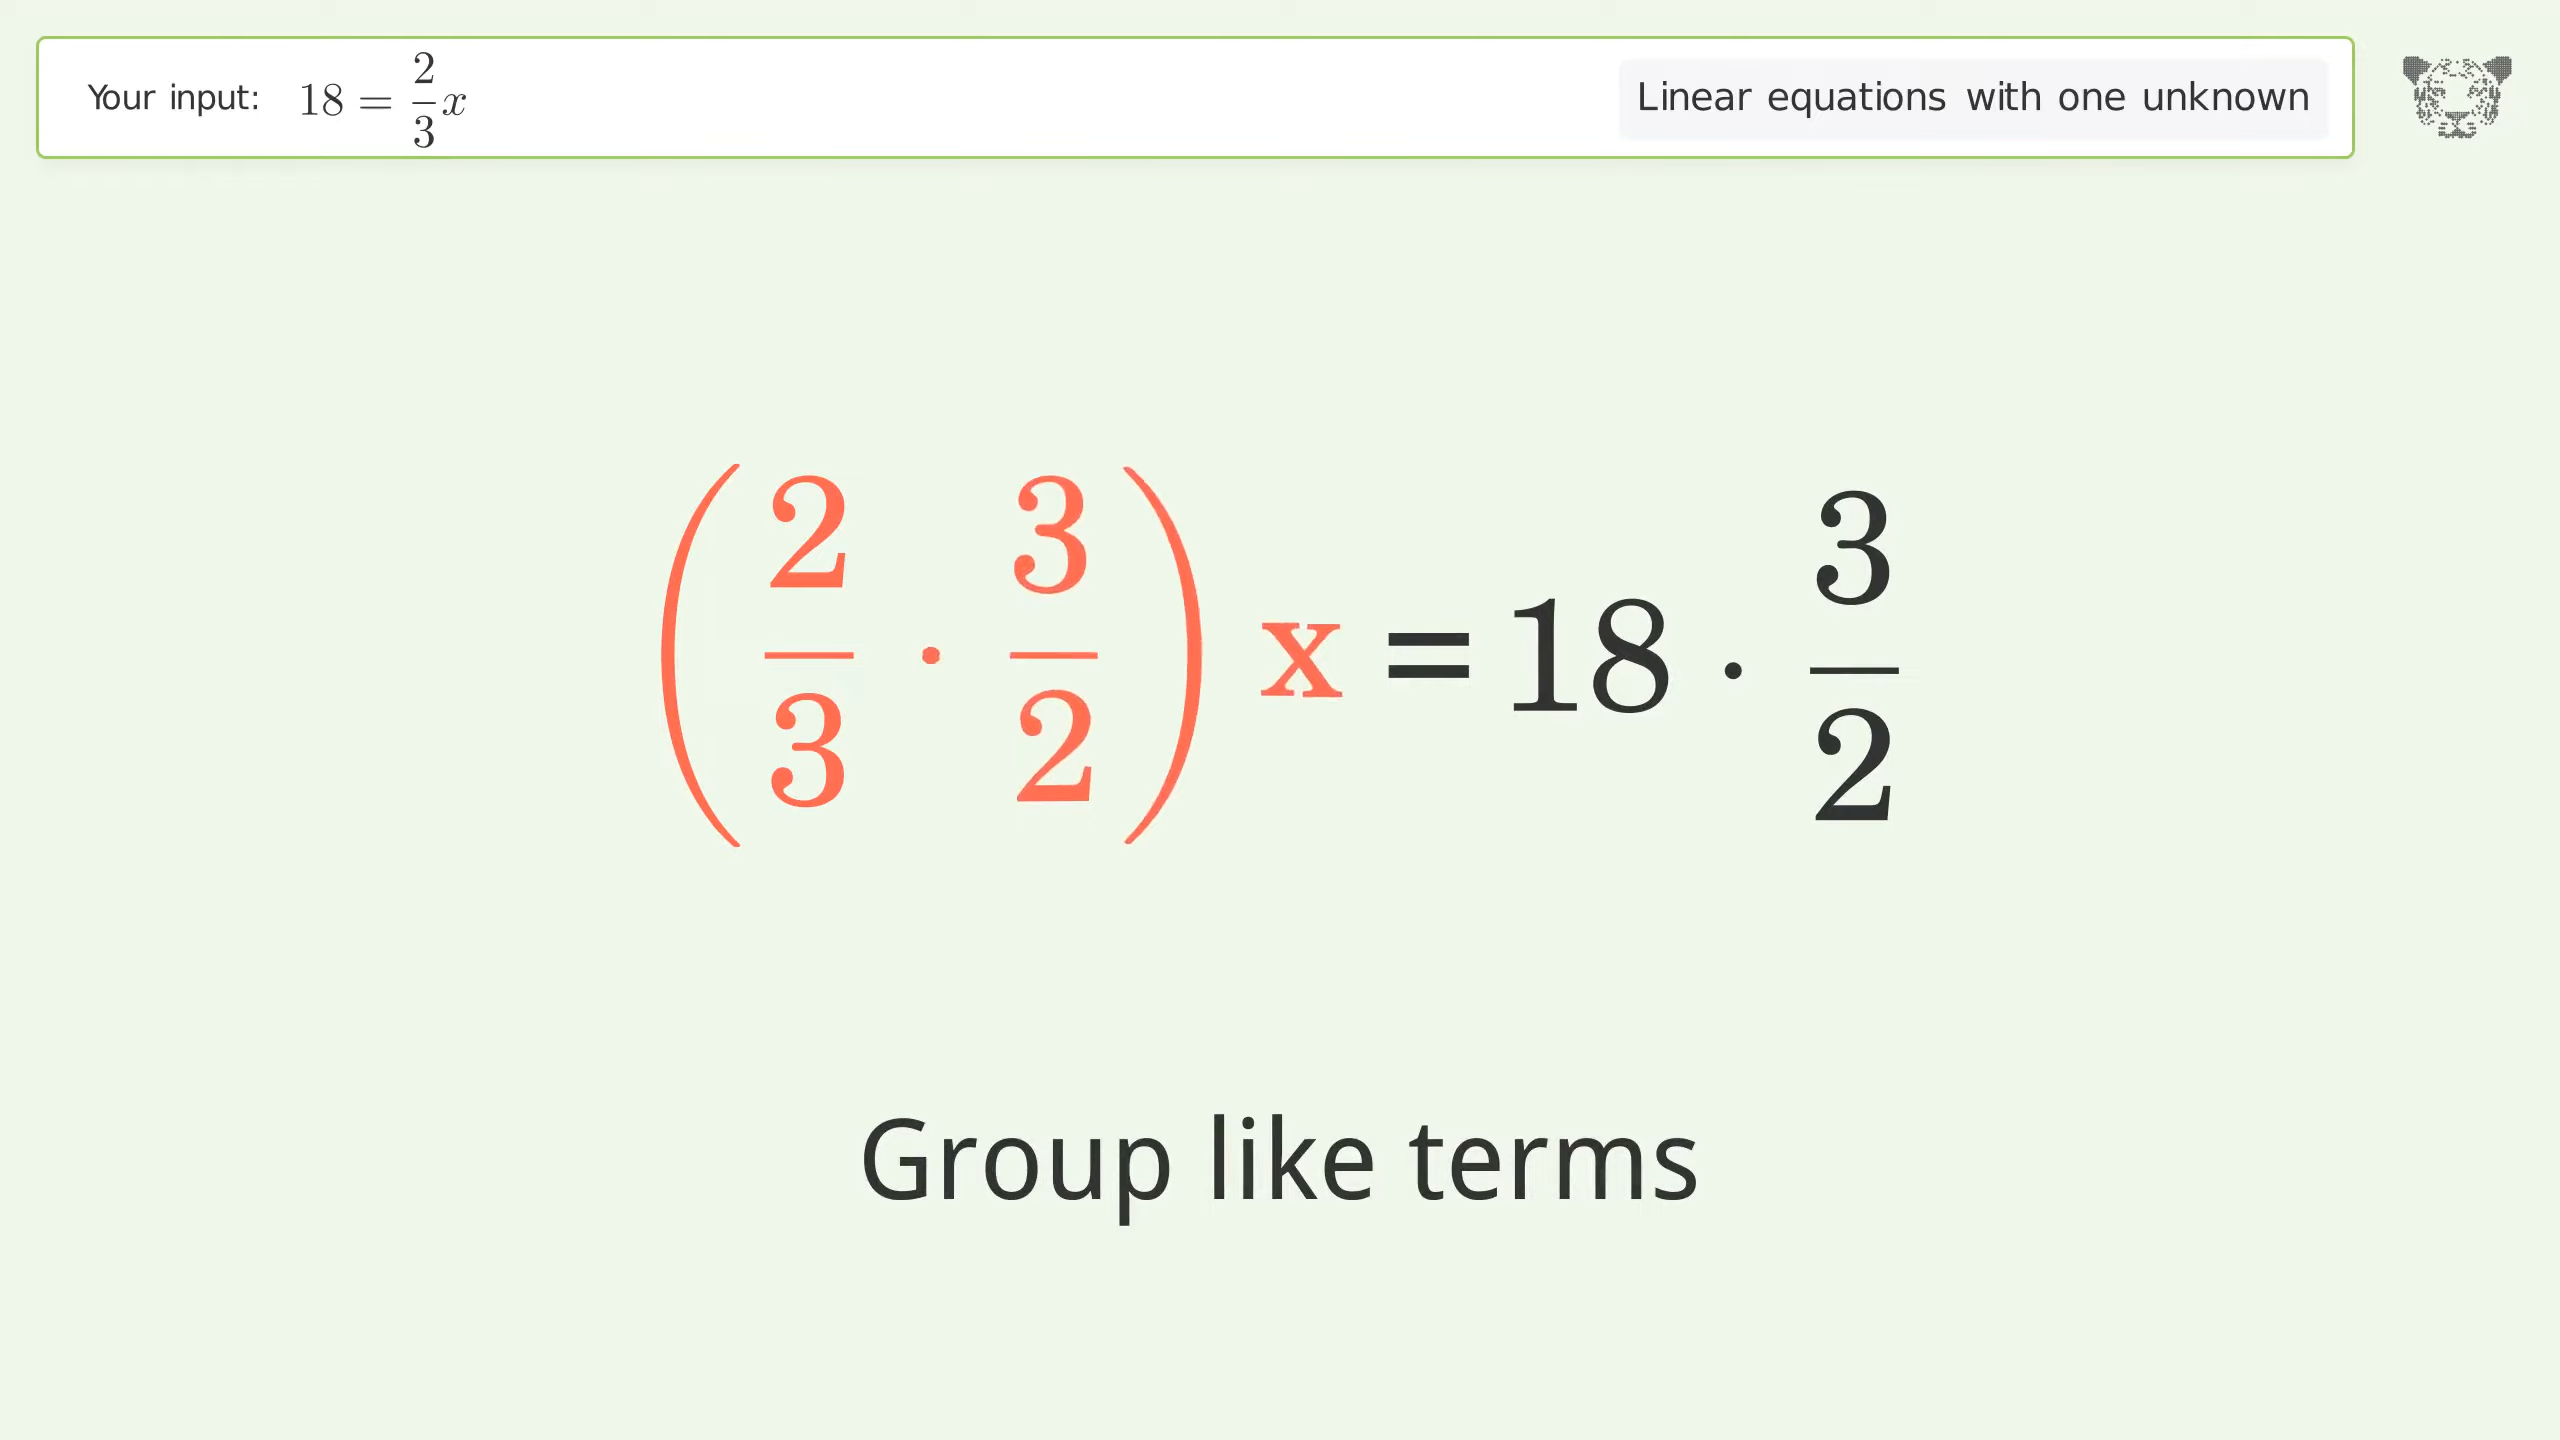 Your input: 18 = 2/3 x
Linear equations with one unknown
(2/3 · 3/2) x = 18 · 3/2
Group like terms